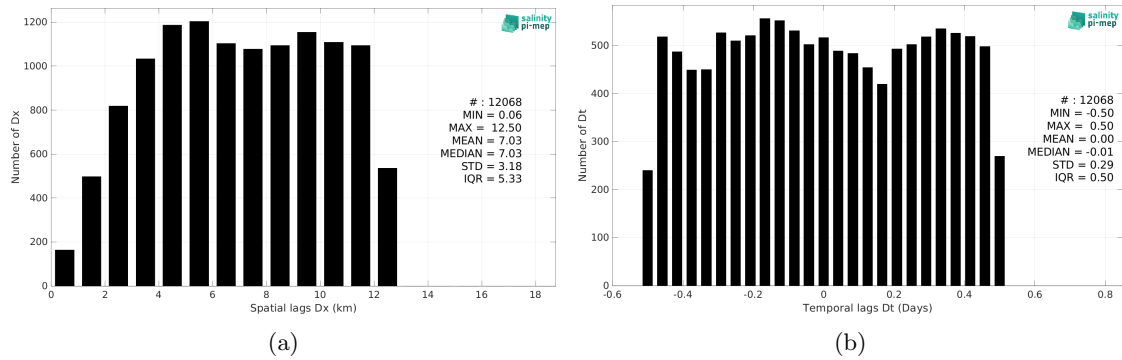 salinity
pi-mep
1200
1000
800
600
400
200
0
Number of Dx
# : 12068
MIN = 0.06
MAX = 12.50
MEAN = 7.03
MEDIAN = 7.03
STD = 3.18
IQR = 5.33
0 2 4 6 8 10 12 14 16 18
Spatial lags Dx (km)
(a)
salinity
pi-mep
500
400
300
200
100
0
Number of Dt
# : 12068
MIN = -0.50
MAX = 0.50
MEAN = 0.00
MEDIAN = -0.01
STD = 0.29
IQR = 0.50
-0.6 -0.4 -0.2 0 0.2 0.4 0.6 0.8
Temporal lags Dt (Days)
(b)